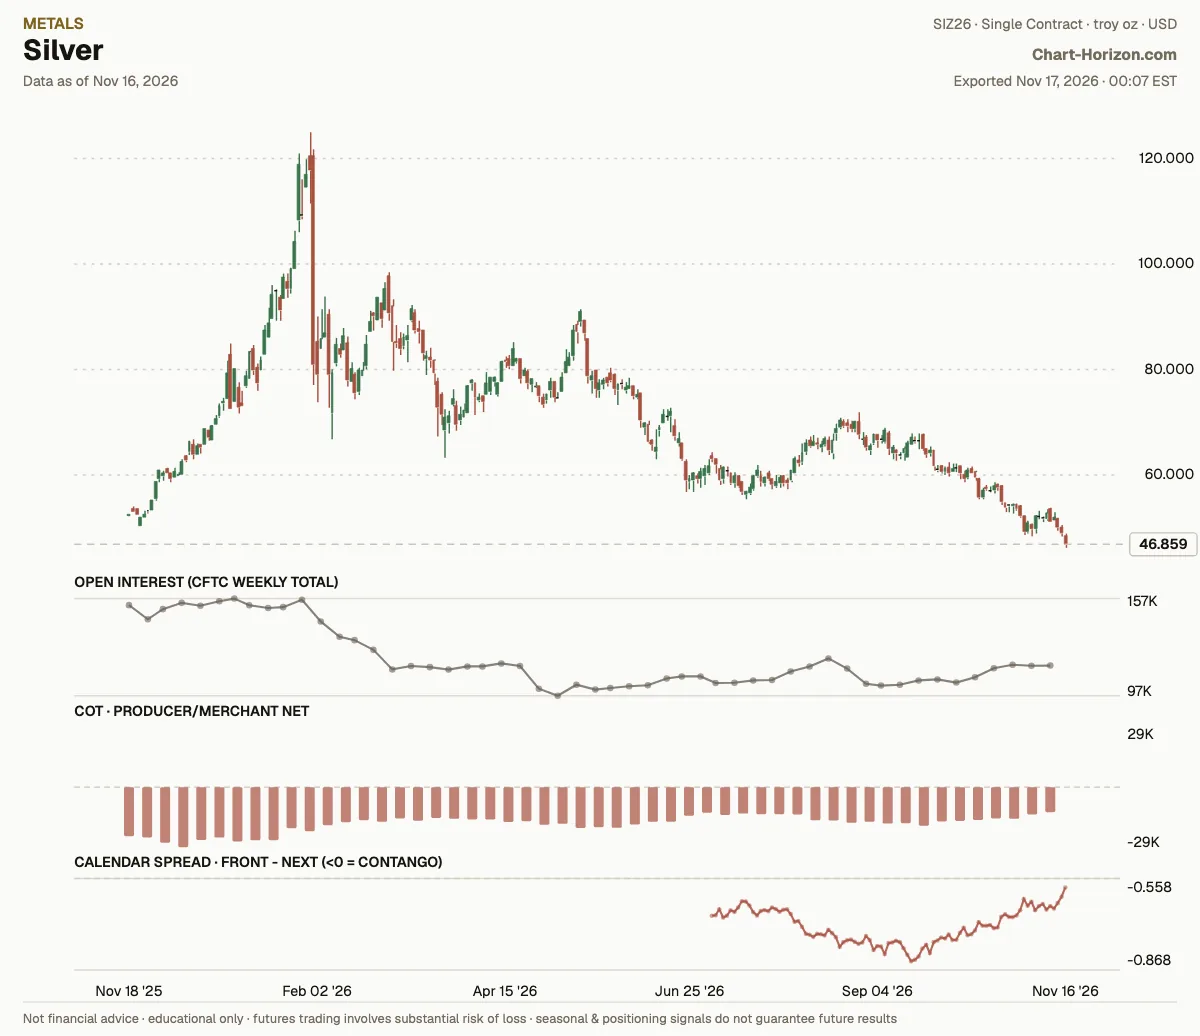 METALS
Silver
Data as of Nov 16, 2026
SIZ26 · Single Contract · troy oz · USD
Chart-Horizon.com
Exported Nov 17, 2026 · 00:07 EST
120.000
100.000
80.000
60.000
46.859
OPEN INTEREST (CFTC WEEKLY TOTAL)
157K
97K
COT · PRODUCER/MERCHANT NET
29K
-29K
CALENDAR SPREAD · FRONT - NEXT (<0 = CONTANGO)
-0.558
-0.868
Nov 18 '25 Feb 02 '26 Apr 15 '26 Jun 25 '26 Sep 04 '26 Nov 16 '26
Not financial advice · educational only · futures trading involves substantial risk of loss · seasonal & positioning signals do not guarantee future results